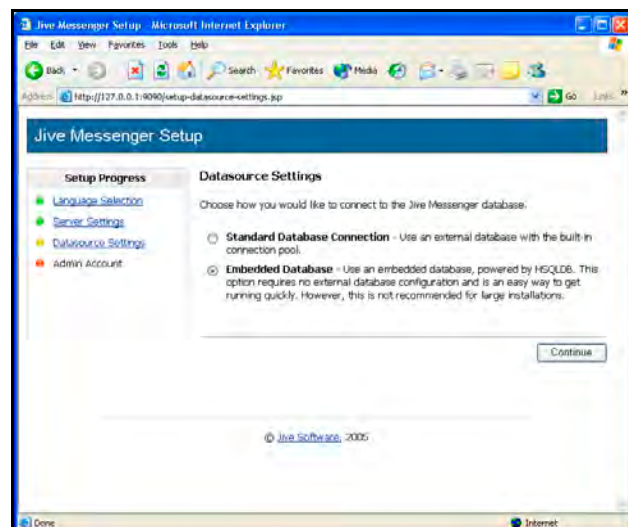 Jive Messenger Setup - Microsoft Internet Explorer
File Edit View Favorites Tools Help
Back Search Favorites Media
Address http://127.0.0.1:9090/setup-datasource-settings.jsp Go Links »
Jive Messenger Setup
Setup Progress
Language Selection
Server Settings
Datasource Settings
Admin Account
Datasource Settings
Choose how you would like to connect to the Jive Messenger database.
Standard Database Connection - Use an external database with the built-in
connection pool.
Embedded Database - Use an embedded database, powered by HSQLDB. This
option requires no external database configuration and is an easy way to get
running quickly. However, this is not recommended for large installations.
Continue
© Jive Software, 2005
Done Internet